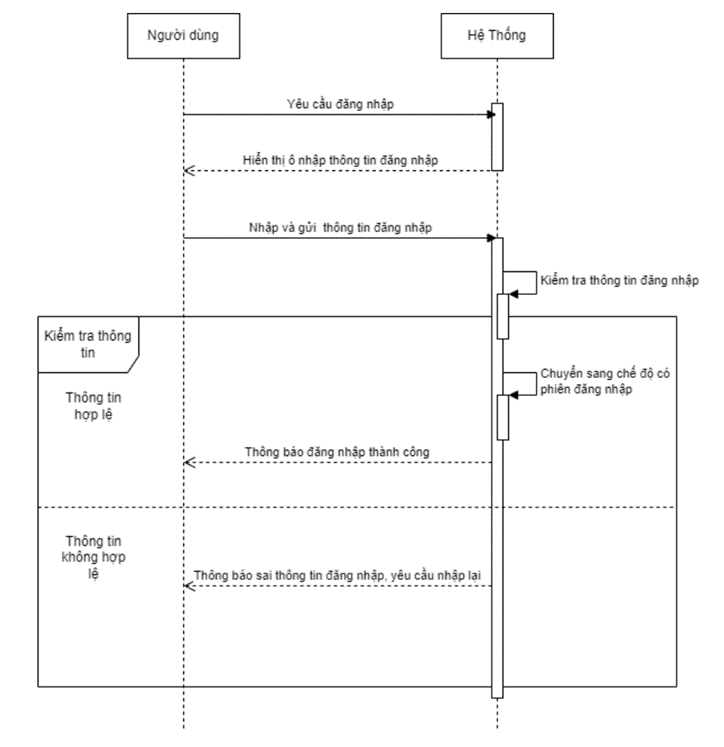 Người dùng
Hệ Thống
Yêu cầu đăng nhập
Hiển thị ô nhập thông tin đăng nhập
Nhập và gửi thông tin đăng nhập
Kiểm tra thông tin đăng nhập
Kiểm tra thông
tin
Chuyển sang chế độ có
phiên đăng nhập
Thông tin
hợp lệ
Thông báo đăng nhập thành công
Thông tin
không hợp
lệ
Thông báo sai thông tin đăng nhập, yêu cầu nhập lại